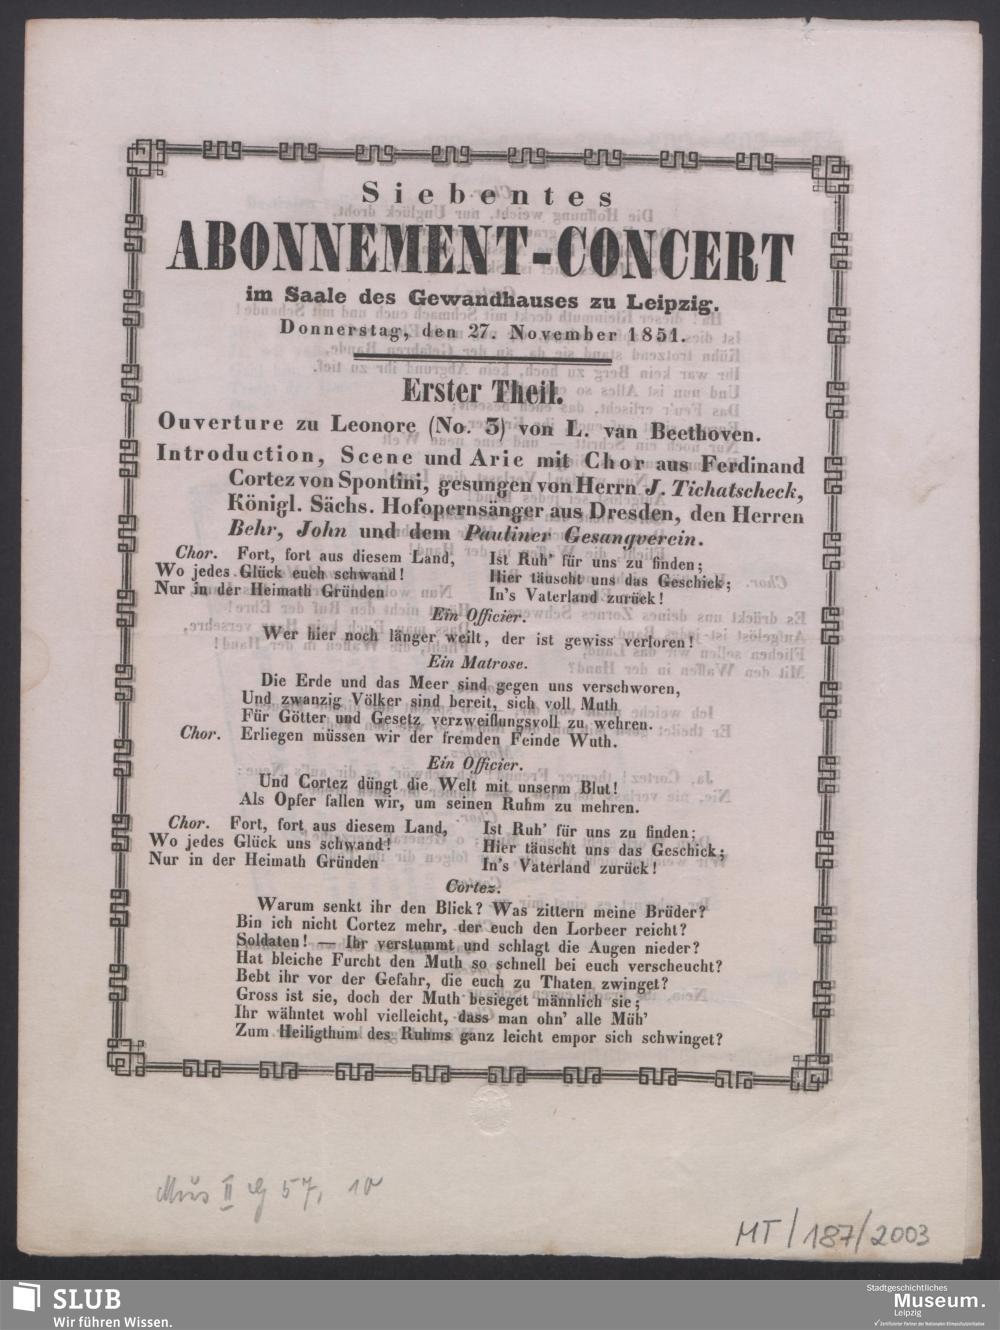 Siebentes
ABONNEMENT-CONCERT
im Saale des Gewandhauses zu Leipzig.
Donnerstag, den 27. November 1851.
Erster Theil.
Ouverture zu Leonore (No. 3) von L. van Beethoven.
Introduction, Scene und Arie mit Chor aus Ferdinand
Cortez von Spontini, gesungen von Herrn J. Tichatscheck,
Königl. Sächs. Hofopernsänger aus Dresden, den Herren
Behr, John und dem Pauliner Gesangverein.
Chor. Fort, fort aus diesem Land,
Wo jedes Glück euch schwand!
Nur in der Heimath Gründen
Ist Ruh' für uns zu finden;
Hier täuscht uns das Geschick;
In's Vaterland zurück!
Ein Officier.
Wer hier noch länger weilt, der ist gewiss verloren!
Ein Matrose.
Die Erde und das Meer sind gegen uns verschworen,
Und zwanzig Völker sind bereit, sich voll Muth
Für Götter und Gesetz verzweiflungsvoll zu wehren.
Chor. Erliegen müssen wir der fremden Feinde Wuth.
Ein Officier.
Und Cortez düngt die Welt mit unserm Blut!
Als Opfer fallen wir, um seinen Ruhm zu mehren.
Chor. Fort, fort aus diesem Land,
Wo jedes Glück uns schwand!
Nur in der Heimath Gründen
Ist Ruh' für uns zu finden;
Hier täuscht uns das Geschick;
In's Vaterland zurück!
Cortez.
Warum senkt ihr den Blick? Was zittern meine Brüder?
Bin ich nicht Cortez mehr, der euch den Lorbeer reicht?
Soldaten! — Ihr verstummt und schlagt die Augen nieder?
Hat bleiche Furcht den Muth so schnell bei euch verscheucht?
Bebt ihr vor der Gefahr, die euch zu Thaten zwinget?
Gross ist sie, doch der Muth besieget männlich sie;
Ihr wähntet wohl vielleicht, dass man ohn' alle Müh'
Zum Heiligthum des Ruhms ganz leicht empor sich schwinget?
Mus II 57, 10
MT/187/2003
SLUB
Wir führen Wissen.
Stadtgeschichtliches
Museum.
Leipzig
Zertifizierter Partner der Nationalen Klimaschutzinitiative